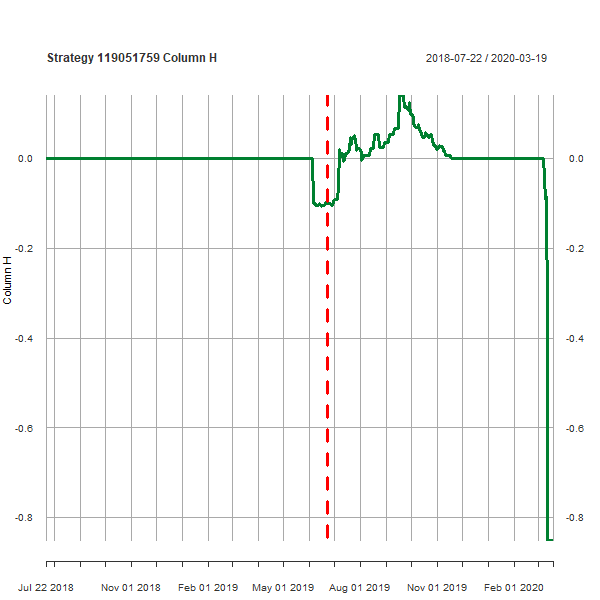 Strategy 119051759 Column H
2018-07-22 / 2020-03-19
0.0
0.0
-0.2
-0.2
-0.4
-0.4
-0.6
-0.6
-0.8
-0.8
Column H
Jul 22 2018
Nov 01 2018
Feb 01 2019
May 01 2019
Aug 01 2019
Nov 01 2019
Feb 01 2020